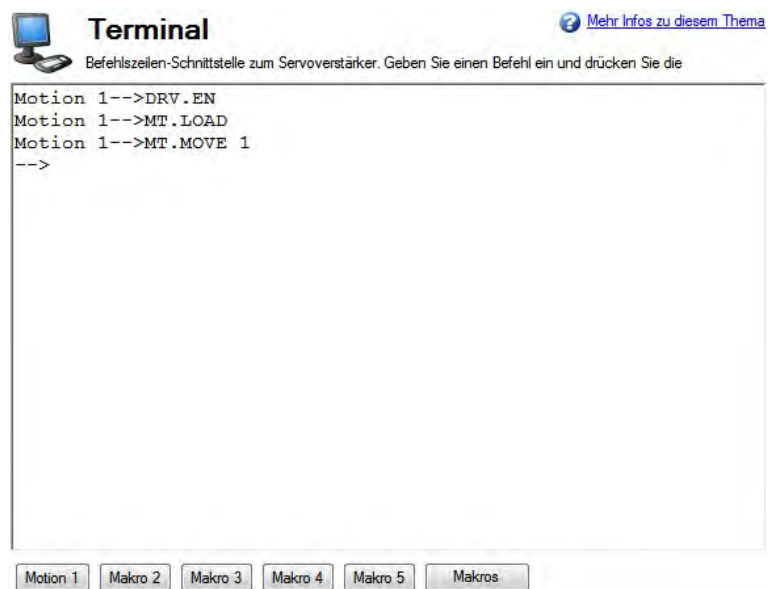 Terminal
Mehr Infos zu diesem Thema
Befehlszeilen-Schnittstelle zum Servoverstärker. Geben Sie einen Befehl ein und drücken Sie die
Motion 1-->DRV.EN
Motion 1-->MT.LOAD
Motion 1-->MT.MOVE 1
-->
Motion 1 Makro 2 Makro 3 Makro 4 Makro 5 Makros